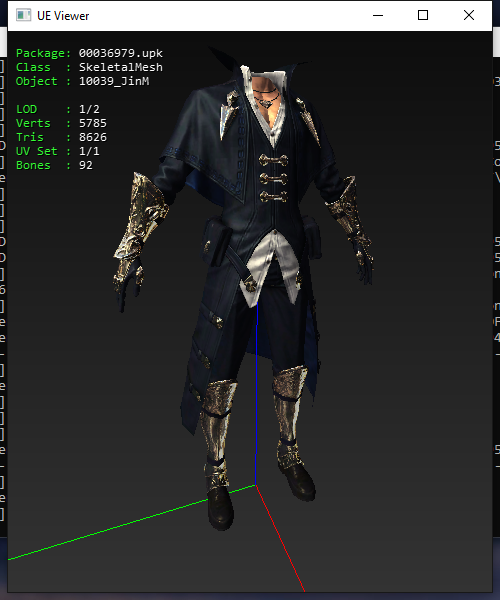 UE Viewer
Package: 00036979.upk
Class : SkeletalMesh
Object : 10039_JinM
LOD : 1/2
Verts : 5785
Tris : 8626
UV Set : 1/1
Bones : 92